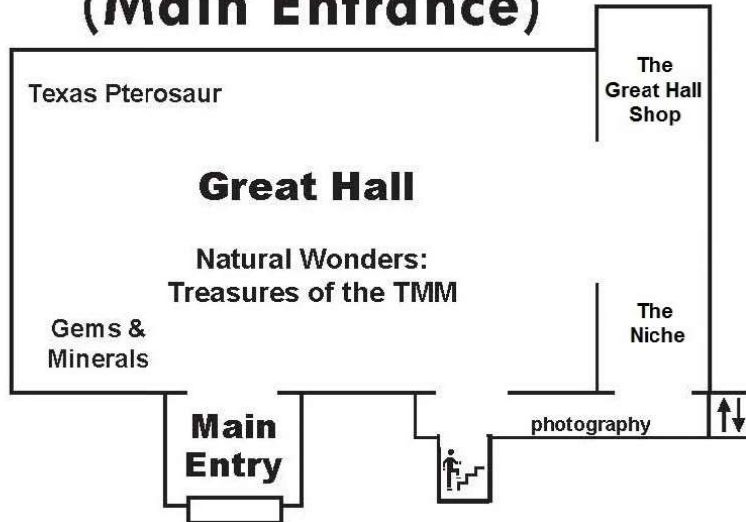 (Main Entrance)
The
Great Hall
Shop
Texas Pterosaur
Great Hall
Natural Wonders:
Treasures of the TMM
Gems &
Minerals
The
Niche
Main
Entry
photography